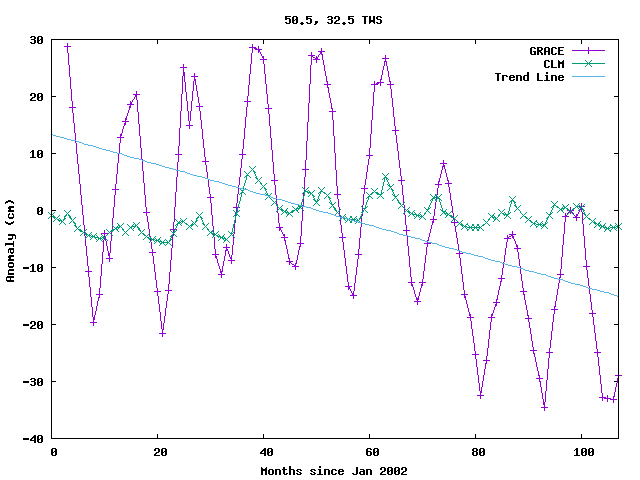 50.5, 32.5 TWS
GRACE
CLM
Trend Line
30
20
10
0
-10
-20
-30
-40
Anomaly (cm)
0 20 40 60 80 100
Months since Jan 2002